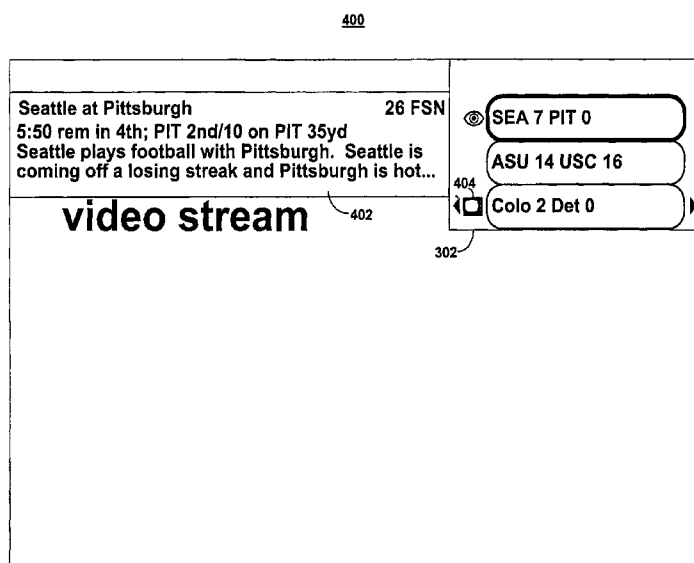 400
Seattle at Pittsburgh 26 FSN
5:50 rem in 4th; PIT 2nd/10 on PIT 35yd
Seattle plays football with Pittsburgh. Seattle is
coming off a losing streak and Pittsburgh is hot...
SEA 7 PIT 0
ASU 14 USC 16
404
Colo 2 Det 0
video stream
402
302